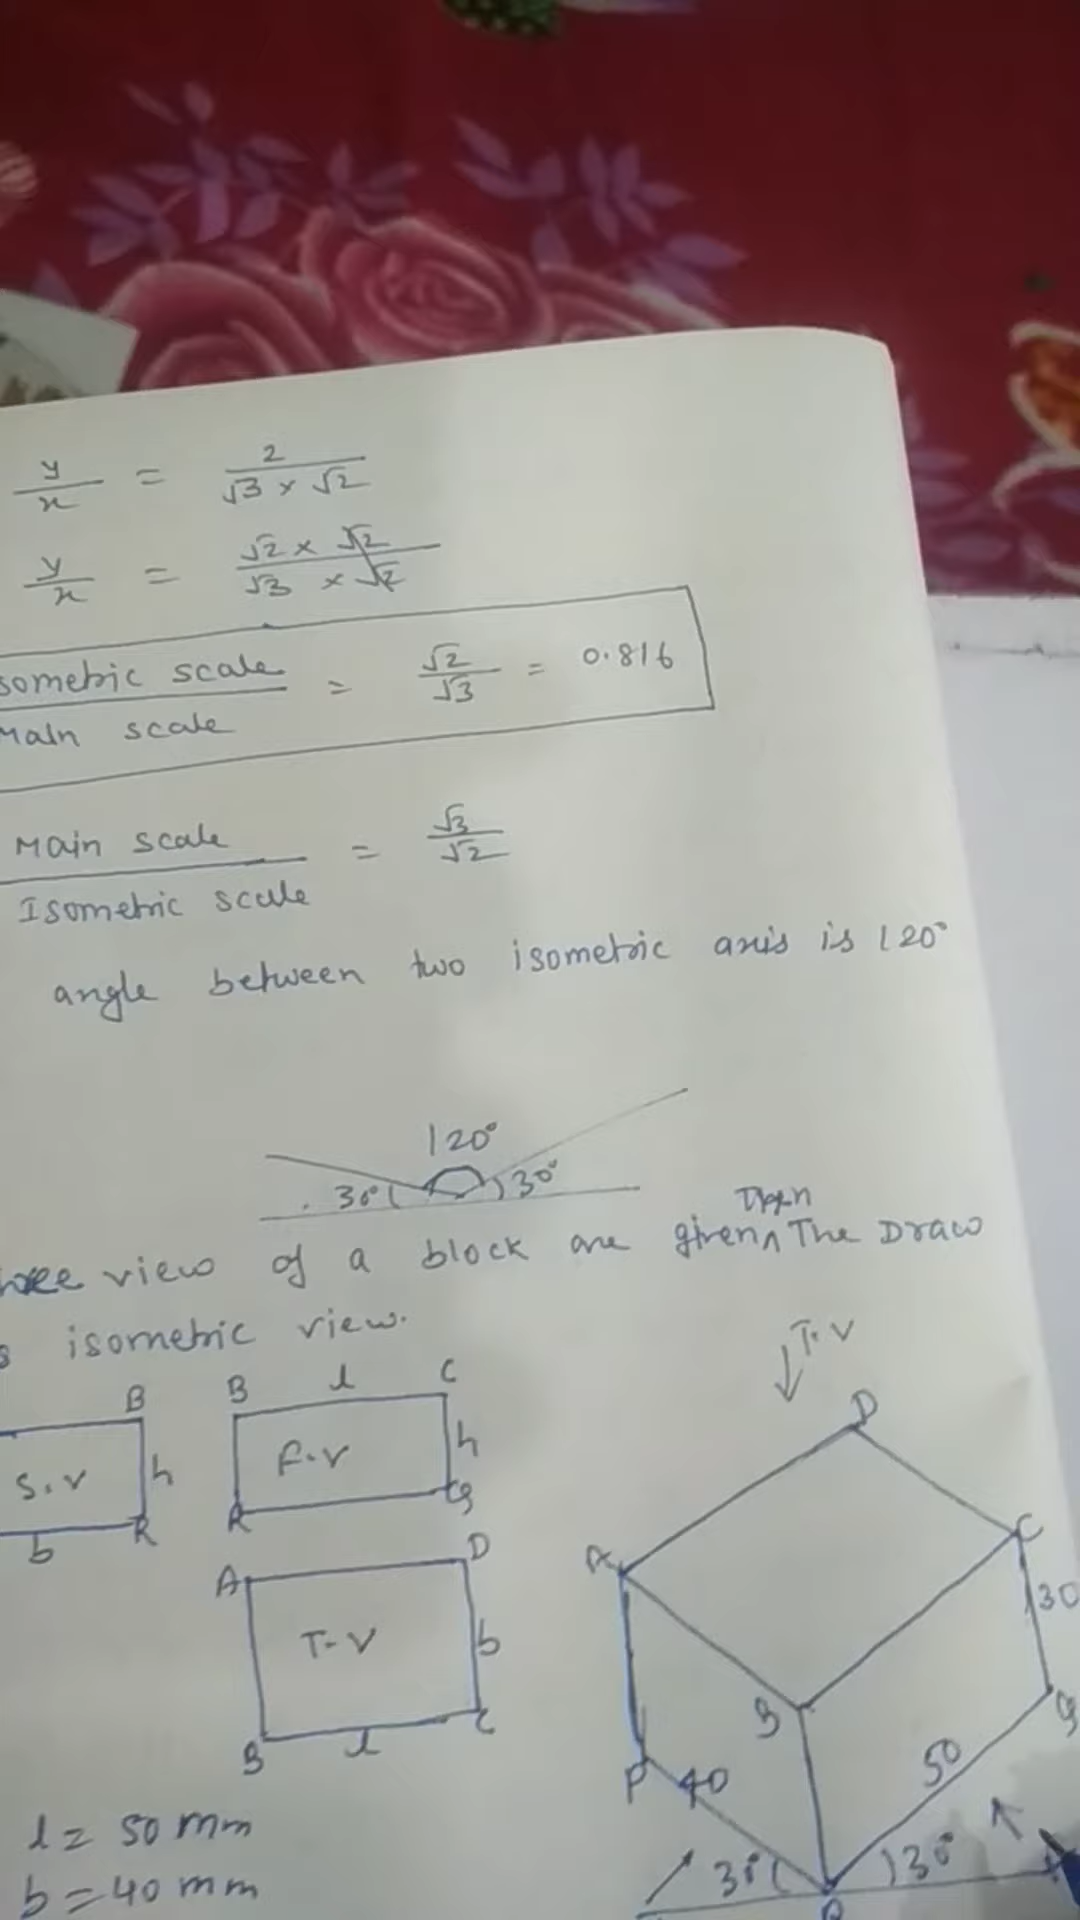 y/x = 2/√3 × √2
y/x = √2 × √2/√3 × √2
sometric scale/Main scale = √2/√3 = 0.816
Main scale/Isometric scale = √3/√2
angle between two isometric axis is 120°
120°
30° 30°
view of a block are given The Draw
isometric view.
T.V
B B l C
S.V h F.V h
b R R G
A D
T-V b
B l C
D
A C
30
B G
P 40 50
30° 30°
l = 50 mm
b = 40 mm